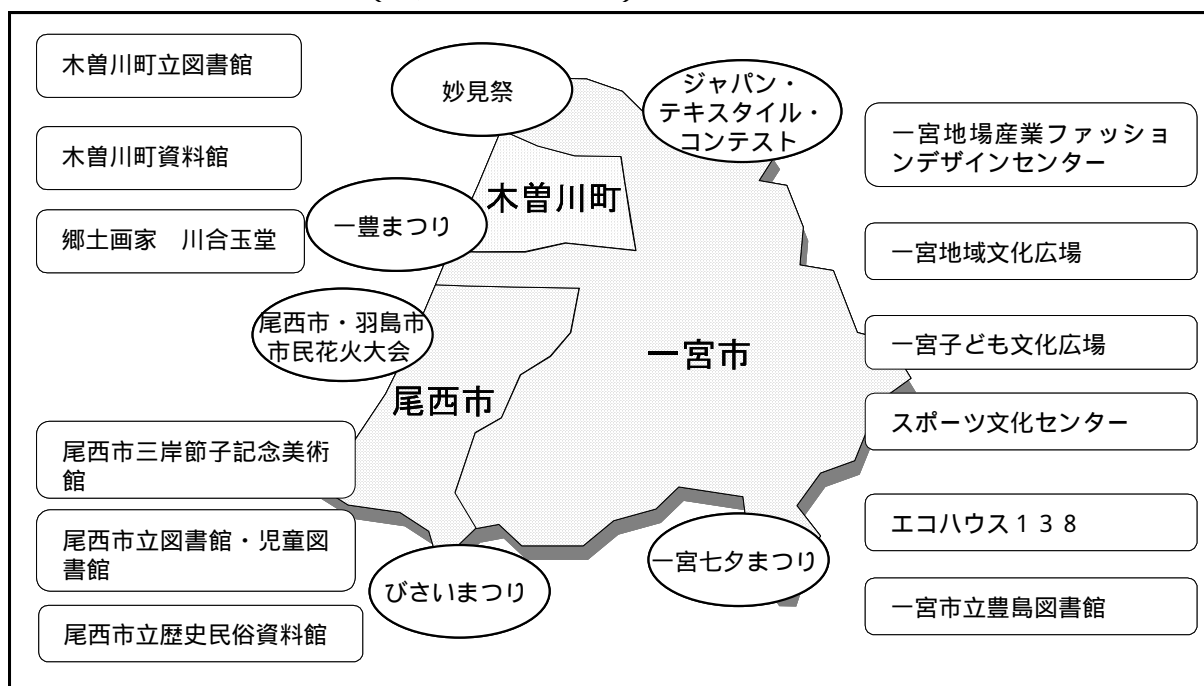 木曽川町立図書館
木曽川町資料館
郷土画家　川合玉堂
妙見祭
ジャパン・
テキスタイル・
コンテスト
一豊まつり
木曽川町
尾西市・羽島市
市民花火大会
尾西市
一宮市
一宮地場産業ファッショ
ンデザインセンター
一宮地域文化広場
一宮子ども文化広場
スポーツ文化センター
エコハウス１３８
一宮市立豊島図書館
尾西市三岸節子記念美術
館
尾西市立図書館・児童図
書館
尾西市立歴史民俗資料館
びさいまつり
一宮七夕まつり